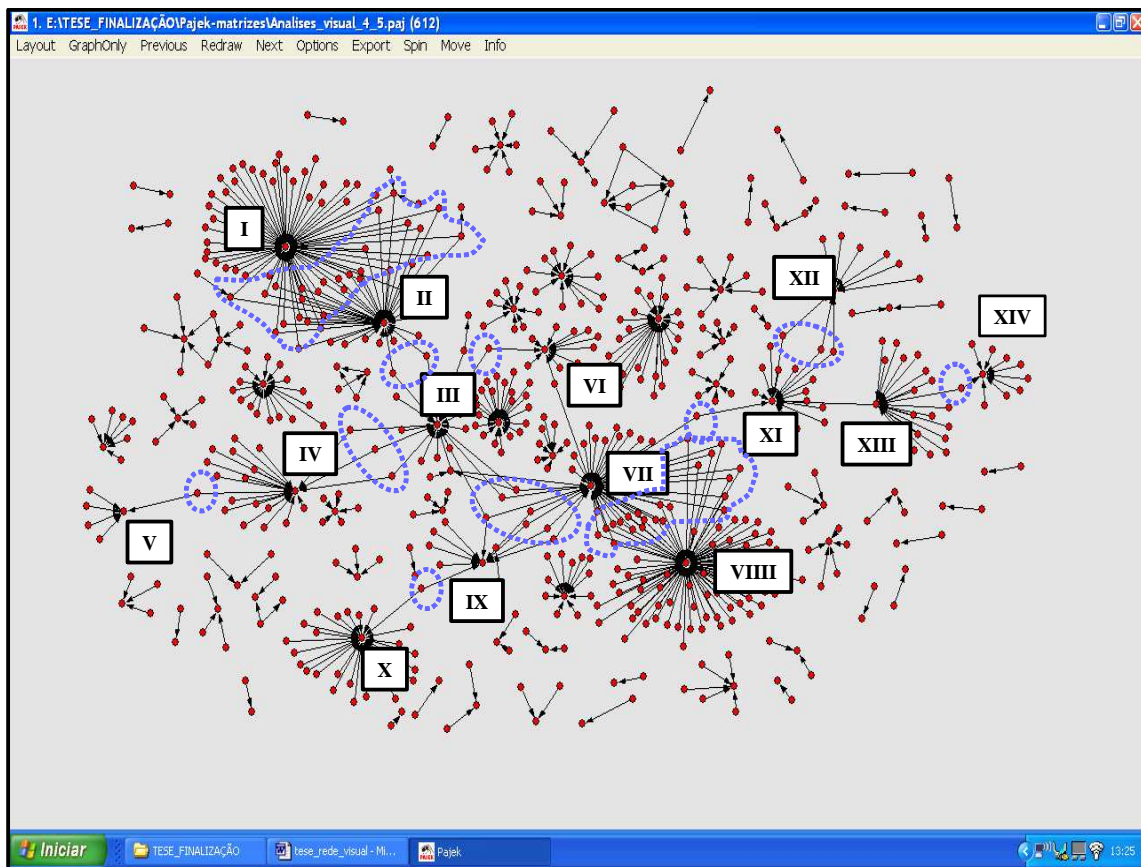 1. E:\TESE_FINALIZAÇÃO\Pajek-matrizes\Analises_visual_4_5.paj (612)
Layout GraphOnly Previous Redraw Next Options Export Spin Move Info
I
II
XII
XIV
III
VI
IV
XI
XIII
VII
V
VIIII
IX
X
Iniciar TESE_FINALIZAÇÃO tese_rede_visual - Mi... Pajek 13:25